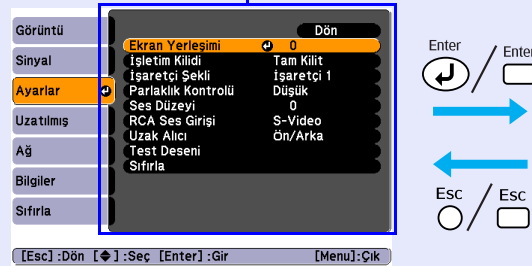 Görüntü
Sinyal
Ayarlar
Uzatılmış
Ağ
Bilgiler
Sıfırla
Dön
Ekran Yerleşimi 0
İşletim Kilidi Tam Kilit
İşaretçi Şekli İşaretçi 1
Parlaklık Kontrolü Düşük
Ses Düzeyi 0
RCA Ses Girişi S-Video
Uzak Alıcı Ön/Arka
Test Deseni
Sıfırla
[Esc] :Dön [◆] :Seç [Enter] :Gir [Menu]:Çık
Enter / Enter
Esc / Esc